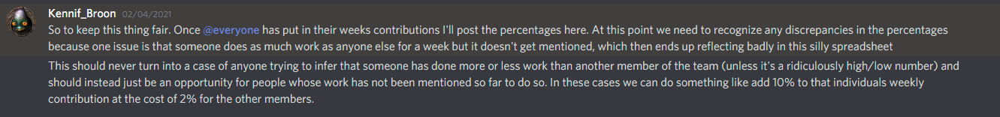 Kennif_Broon 02/04/2021
So to keep this thing fair. Once @everyone has put in their weeks contributions I'll post the percentages here. At this point we need to recognize any discrepancies in the percentages
because one issue is that someone does as much work as anyone else for a week but it doesn't get mentioned, which then ends up reflecting badly in this silly spreadsheet
This should never turn into a case of anyone trying to infer that someone has done more or less work than another member of the team (unless it's a ridiculously high/low number) and
should instead just be an opportunity for people whose work has not been mentioned so far to do so. In these cases we can do something like add 10% to that individuals weekly
contribution at the cost of 2% for the other members.